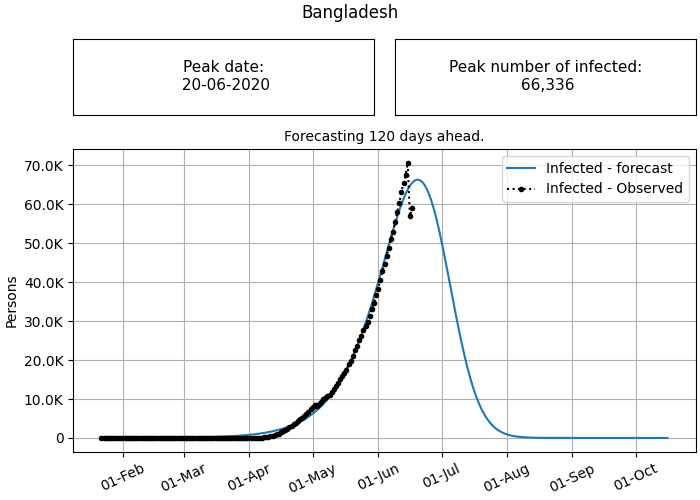 Bangladesh
Peak date:
20-06-2020
Peak number of infected:
66,336
Forecasting 120 days ahead.
Infected - forecast
Infected - Observed
Persons
70.0K
60.0K
50.0K
40.0K
30.0K
20.0K
10.0K
0
01-Feb
01-Mar
01-Apr
01-May
01-Jun
01-Jul
01-Aug
01-Sep
01-Oct